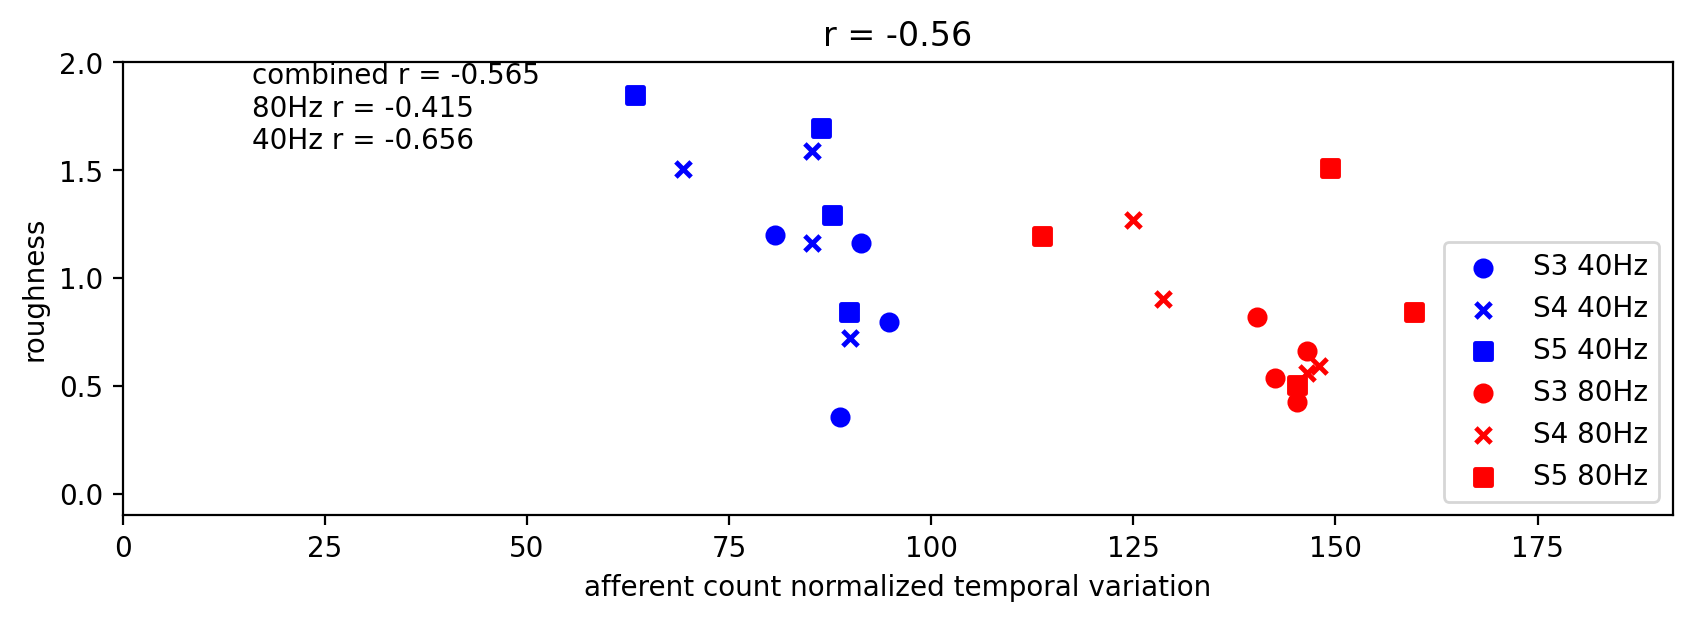 r = -0.56
combined r = -0.565
80Hz r = -0.415
40Hz r = -0.656
2.0
1.5
1.0
0.5
0.0
roughness
S3 40Hz
S4 40Hz
S5 40Hz
S3 80Hz
S4 80Hz
S5 80Hz
0 25 50 75 100 125 150 175
afferent count normalized temporal variation